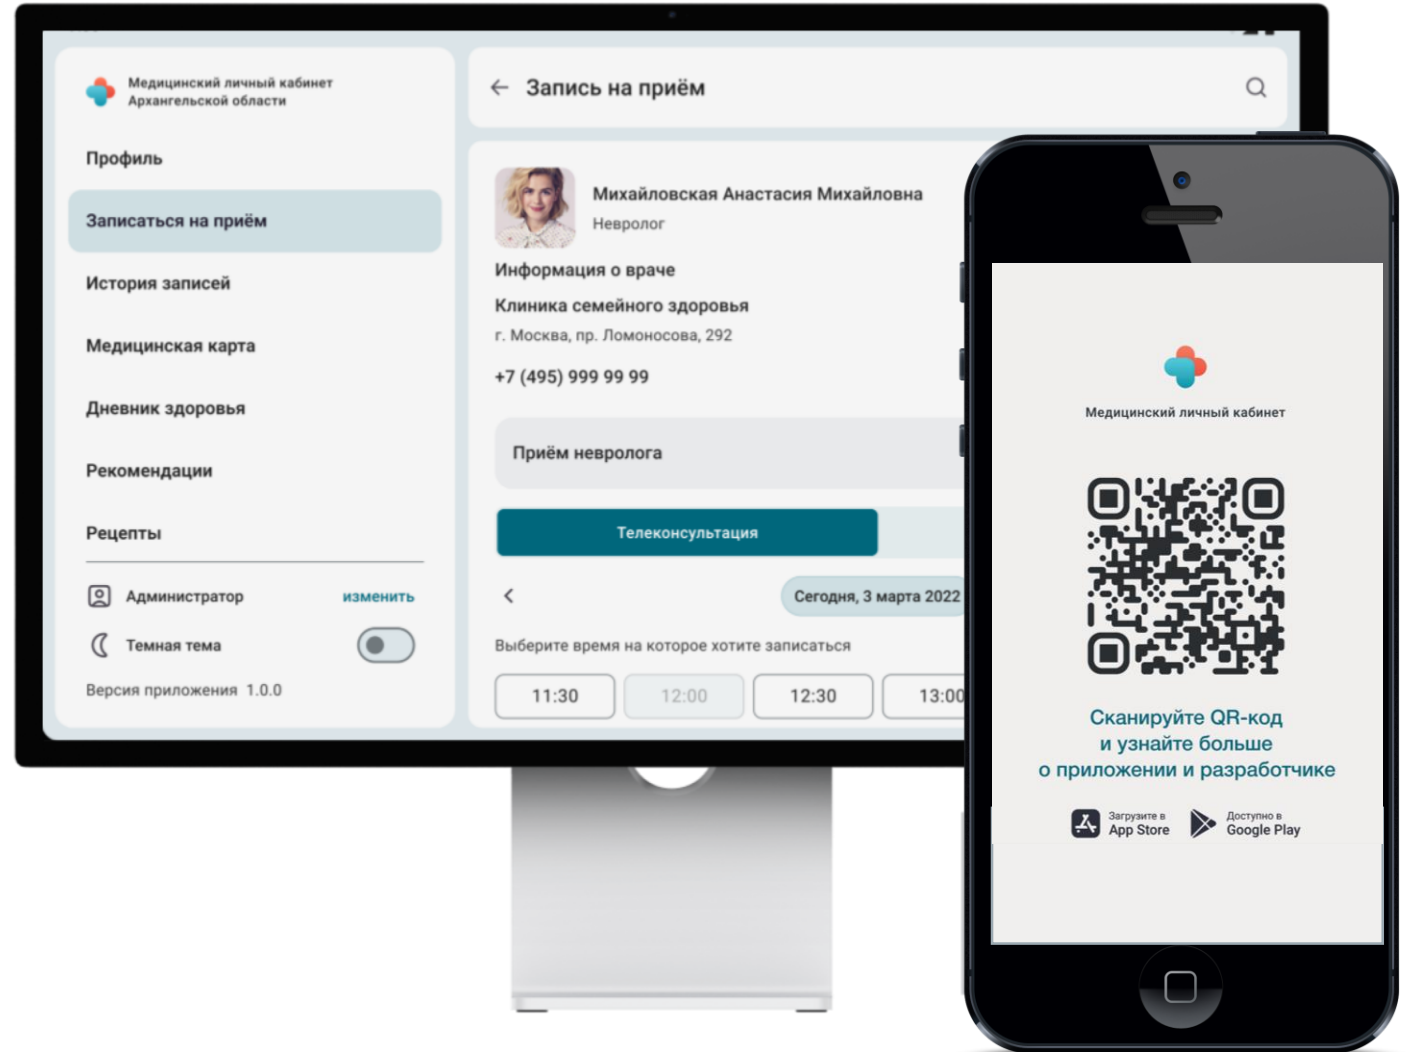 Медицинский личный кабинет
Архангельской области
Профиль
Записаться на приём
История записей
Медицинская карта
Дневник здоровья
Рекомендации
Рецепты
Администратор
изменить
Темная тема
Версия приложения 1.0.0
Запись на приём
Михайловская Анастасия Михайловна
Невролог
Информация о враче
Клиника семейного здоровья
г. Москва, пр. Ломоносова, 292
+7 (495) 999 99 99
Приём невролога
Телеконсультация
Сегодня, 3 марта 2022
Выберите время на которое хотите записаться
11:30
12:00
12:30
13:00
Медицинский личный кабинет
Сканируйте QR-код
и узнайте больше
о приложении и разработчике
Загрузите в
App Store
Доступно в
Google Play